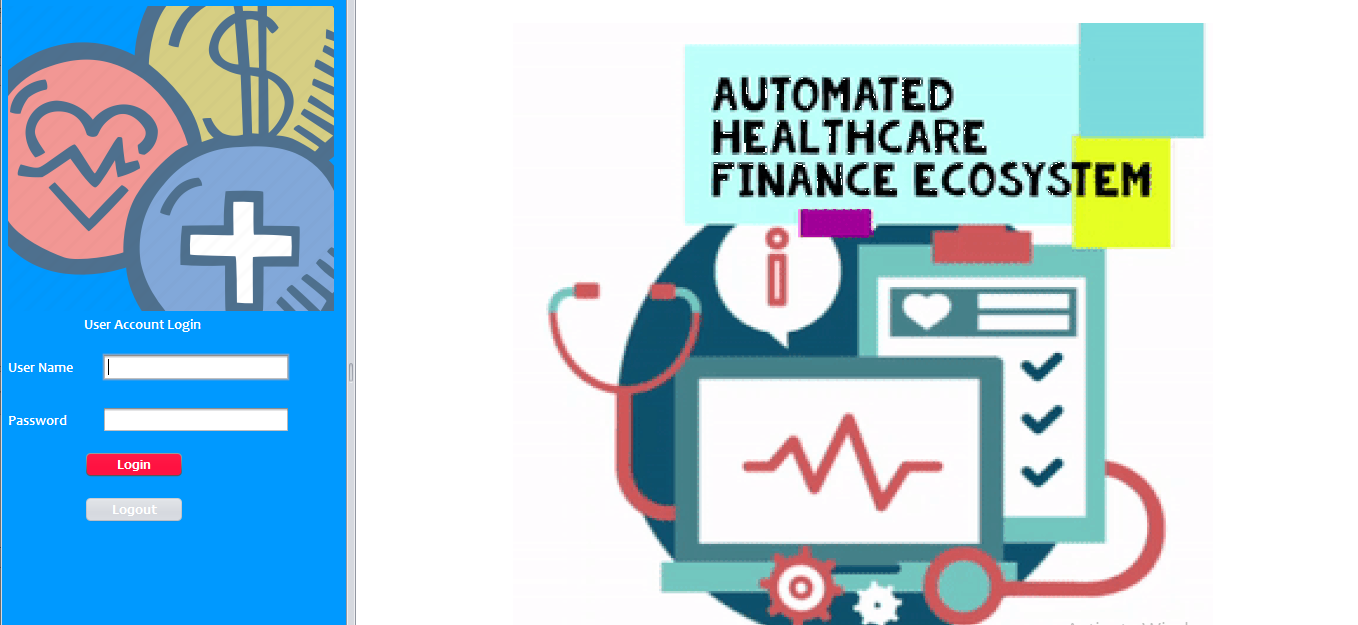 User Account Login
User Name
Password
Login
Logout
AUTOMATED
HEALTHCARE
FINANCE ECOSYSTEM